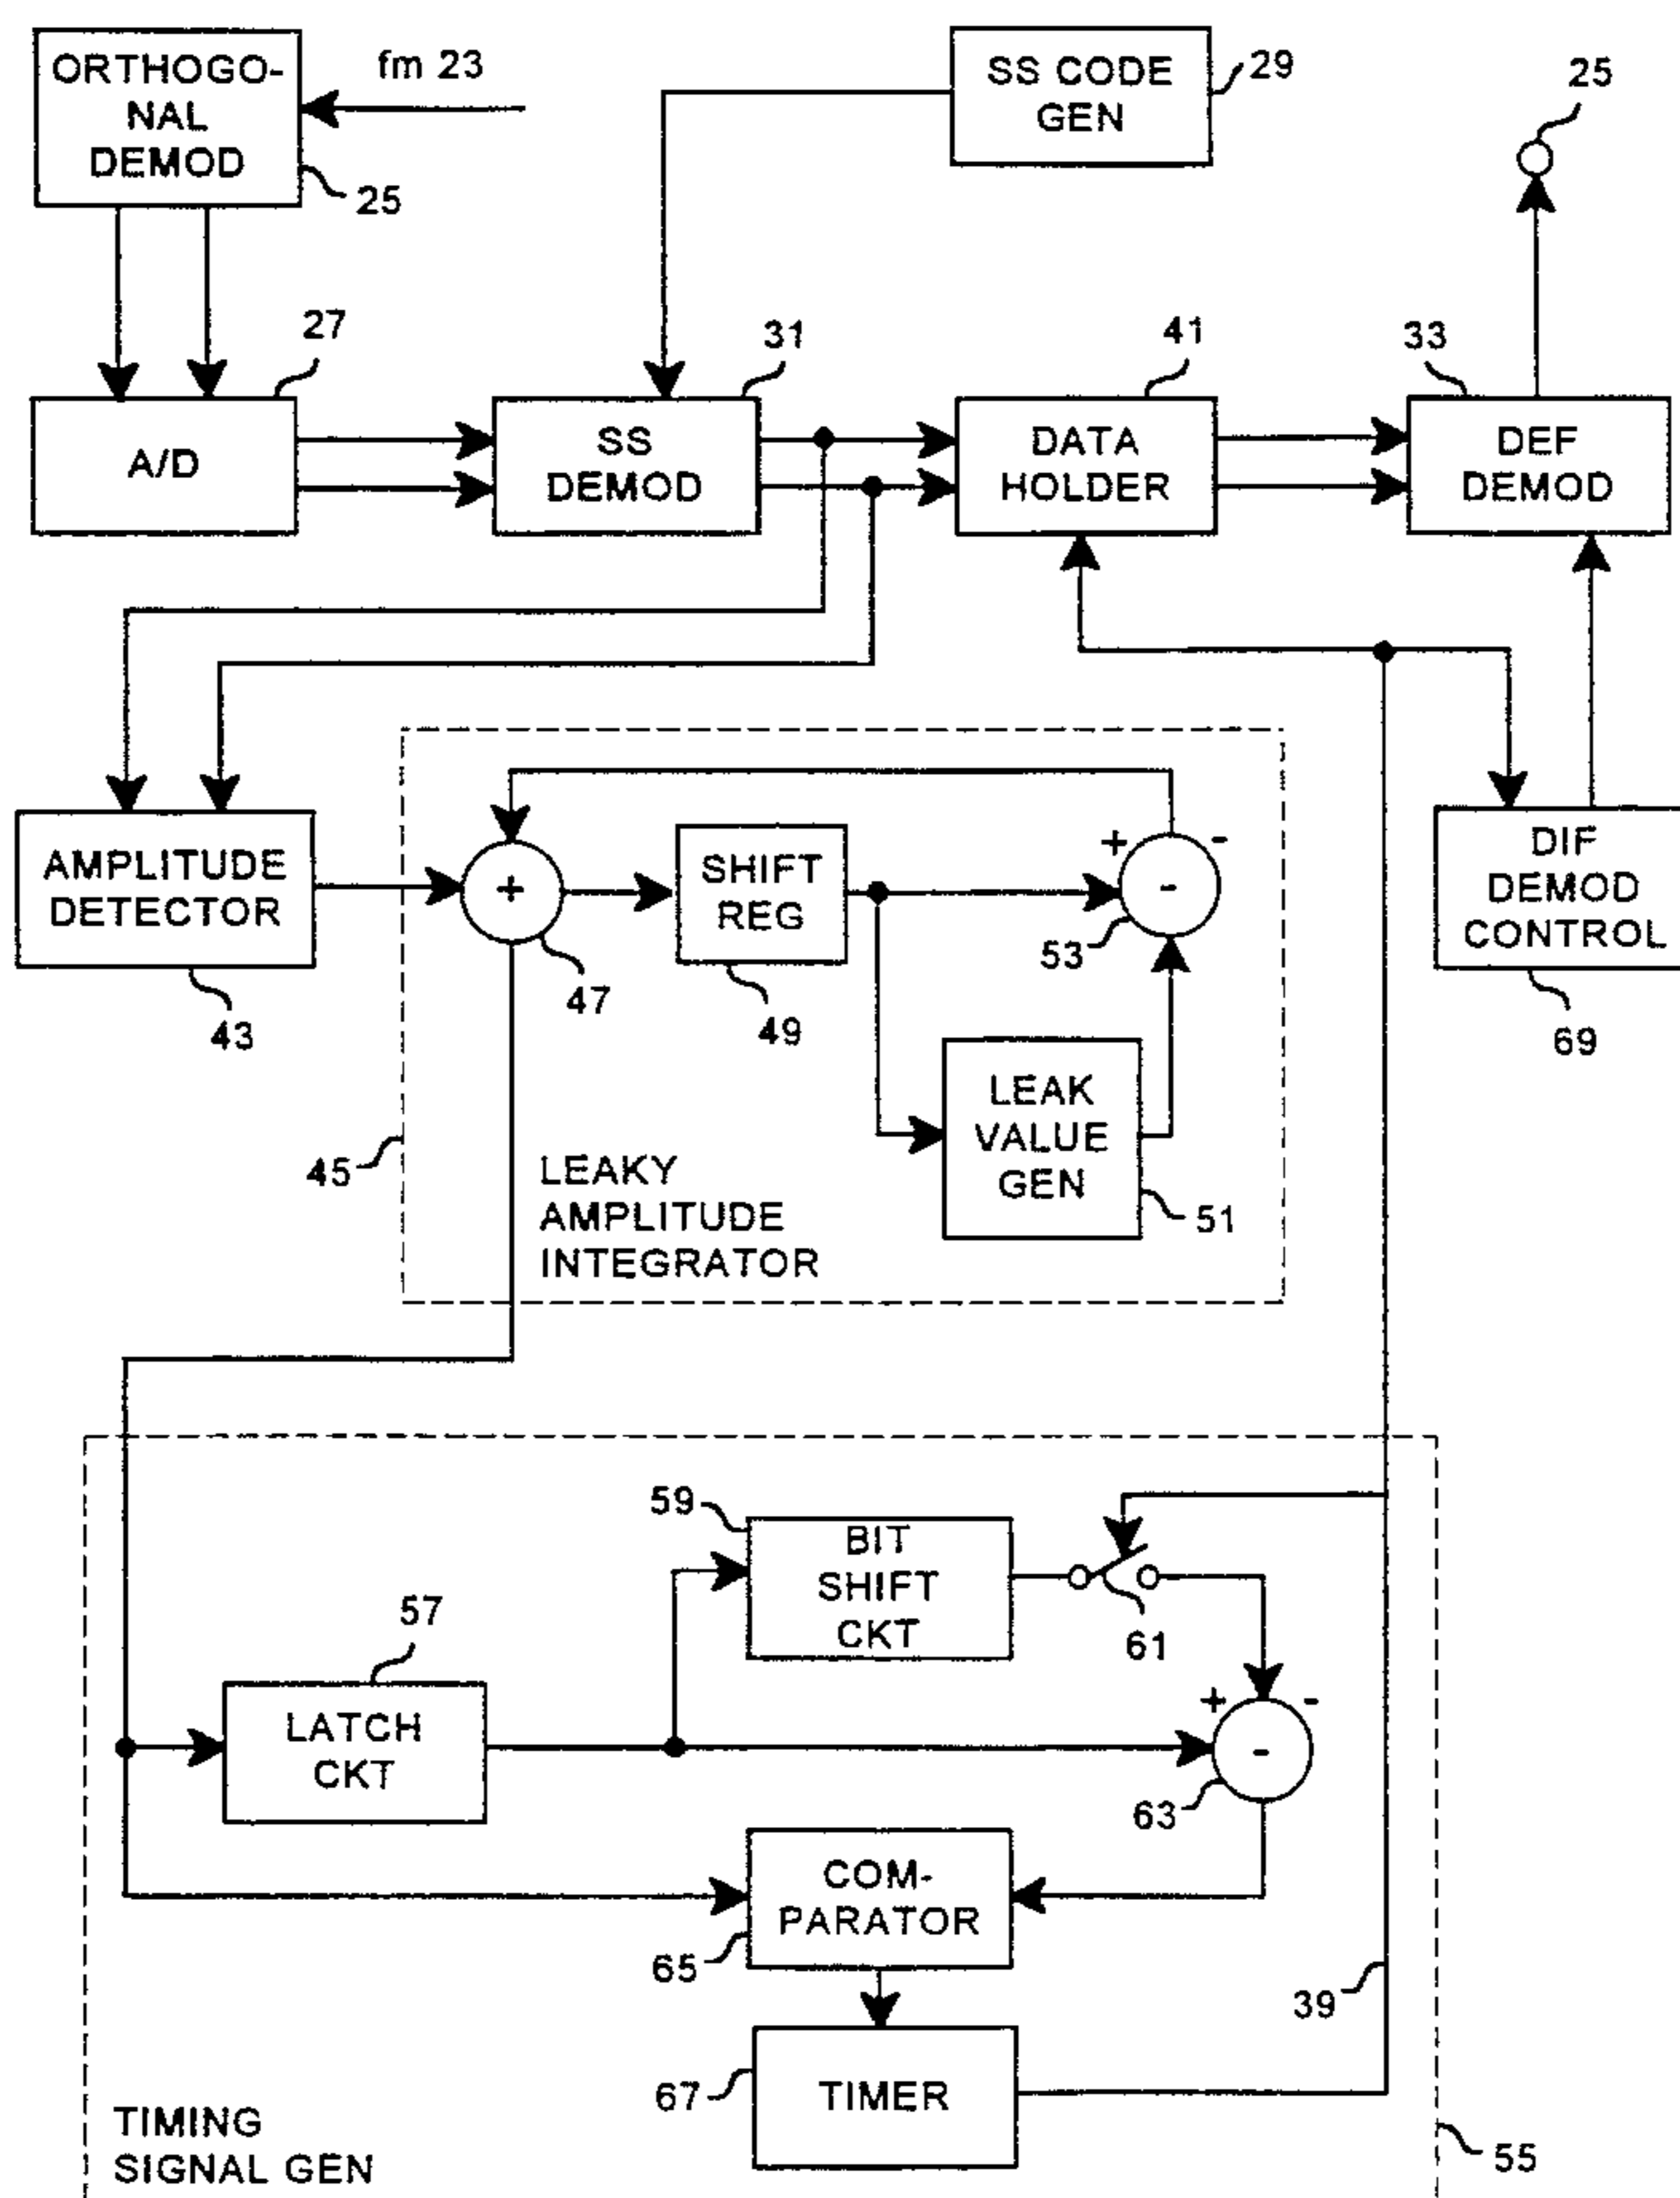 ORTHOGO-
NAL
DEMOD
fm 23
25
SS CODE
GEN
29
25
27
31
41
33
A/D
SS
DEMOD
DATA
HOLDER
DEF
DEMOD
AMPLITUDE
DETECTOR
43
+
47
SHIFT
REG
49
+
-
-
53
DIF
DEMOD
CONTROL
69
LEAK
VALUE
GEN
51
45
LEAKY
AMPLITUDE
INTEGRATOR
59
BIT
SHIFT
CKT
61
57
LATCH
CKT
+
-
-
63
COM-
PARATOR
65
39
67
TIMER
TIMING
SIGNAL GEN
55